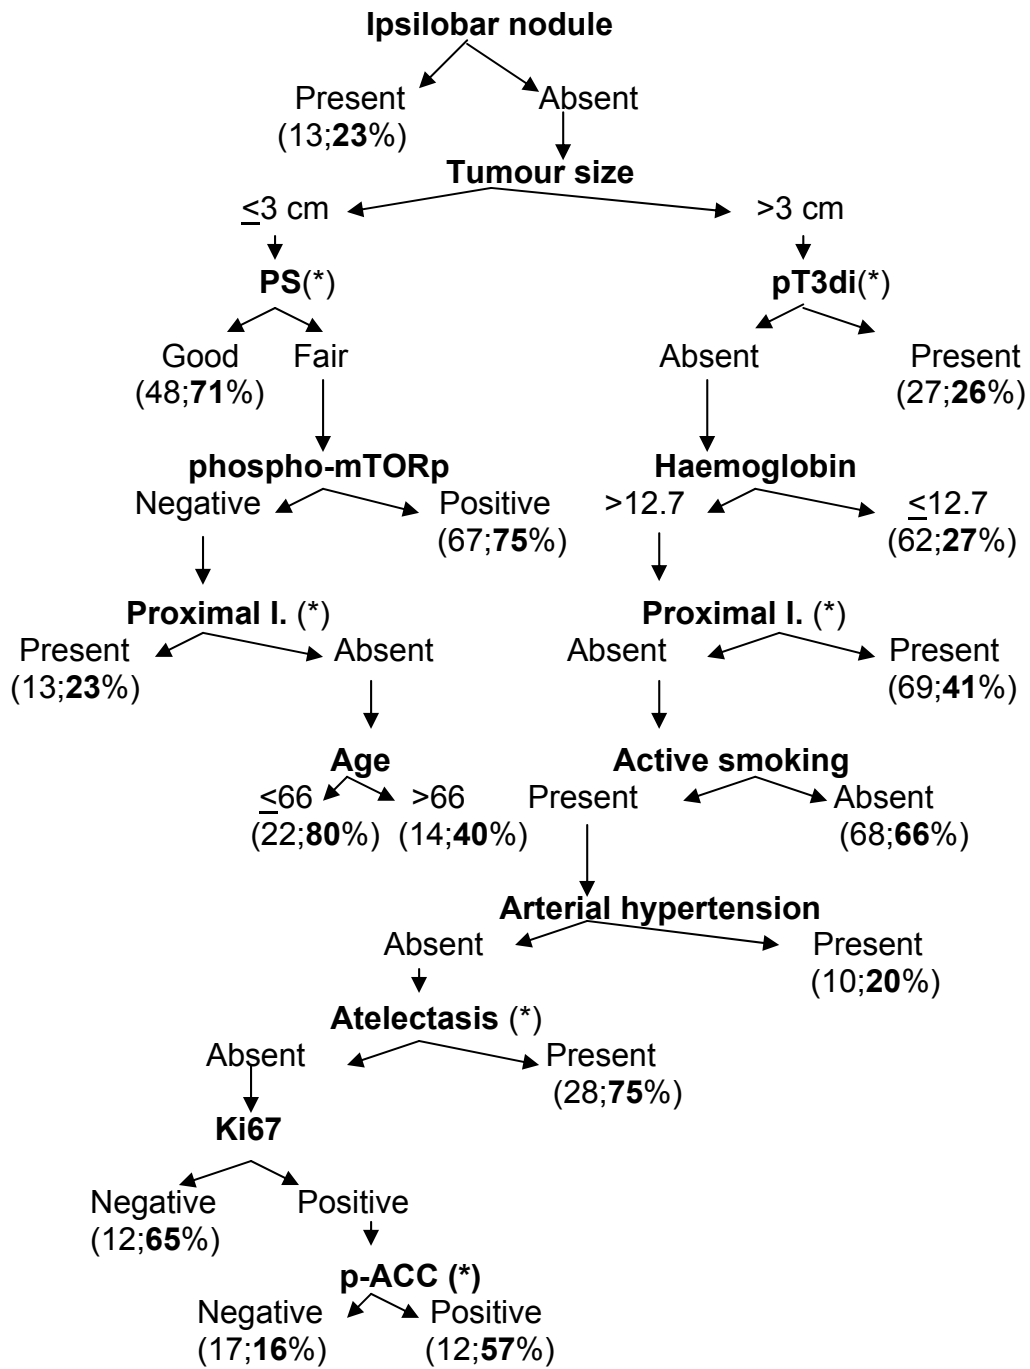 Ipsilobar nodule
Present Absent
(13;23%)
Tumour size
≤3 cm >3 cm
PS(*) pT3di(*)
Good Fair Absent Present
(48;71%) (27;26%)
phospho-mTORp Haemoglobin
Negative Positive >12.7 ≤12.7
(67;75%) (62;27%)
Proximal I. (*) Proximal I. (*)
Present Absent Absent Present
(13;23%) (69;41%)
Age Active smoking
≤66 >66 Present Absent
(22;80%) (14;40%) (68;66%)
Arterial hypertension
Absent Present
(10;20%)
Atelectasis (*)
Absent Present
(28;75%)
Ki67
Negative Positive
(12;65%)
p-ACC (*)
Negative Positive
(17;16%) (12;57%)